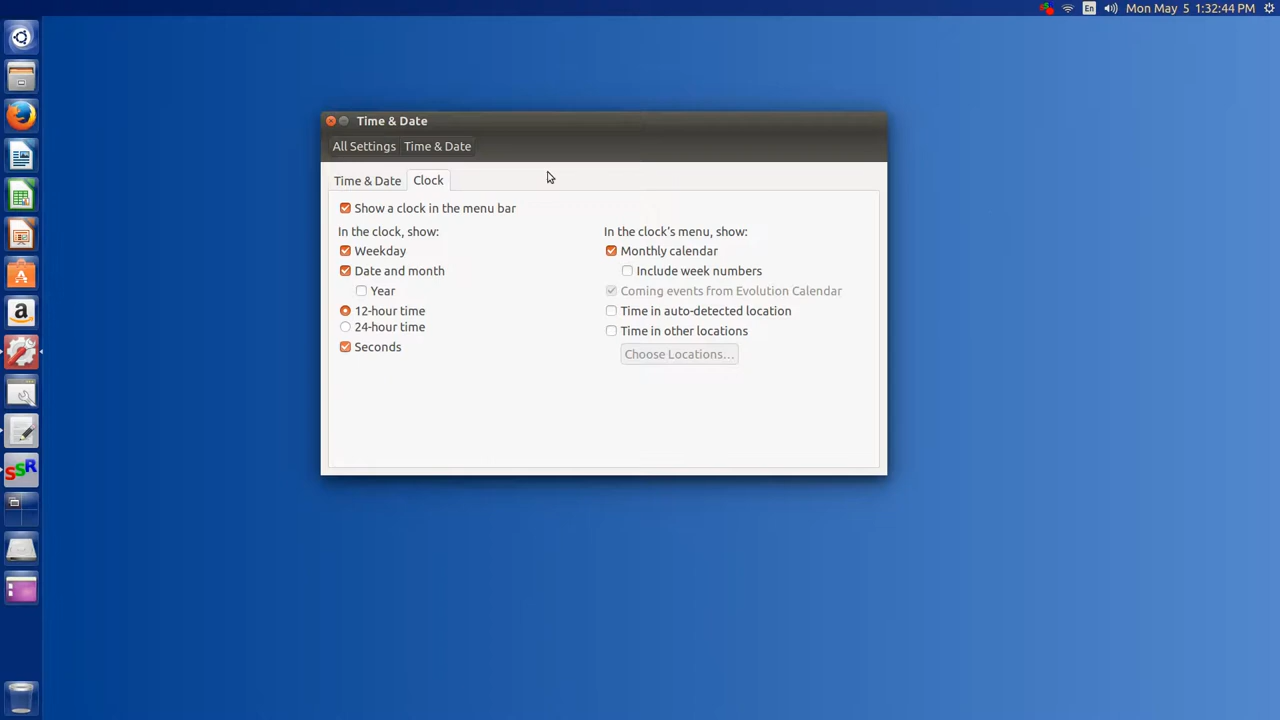 En Mon May 5 1:32:44 PM
Time & Date
All Settings Time & Date
Time & Date Clock
Show a clock in the menu bar
In the clock, show:
Weekday
Date and month
Year
12-hour time
24-hour time
Seconds
In the clock's menu, show:
Monthly calendar
Include week numbers
Coming events from Evolution Calendar
Time in auto-detected location
Time in other locations
Choose Locations...
a
SSR